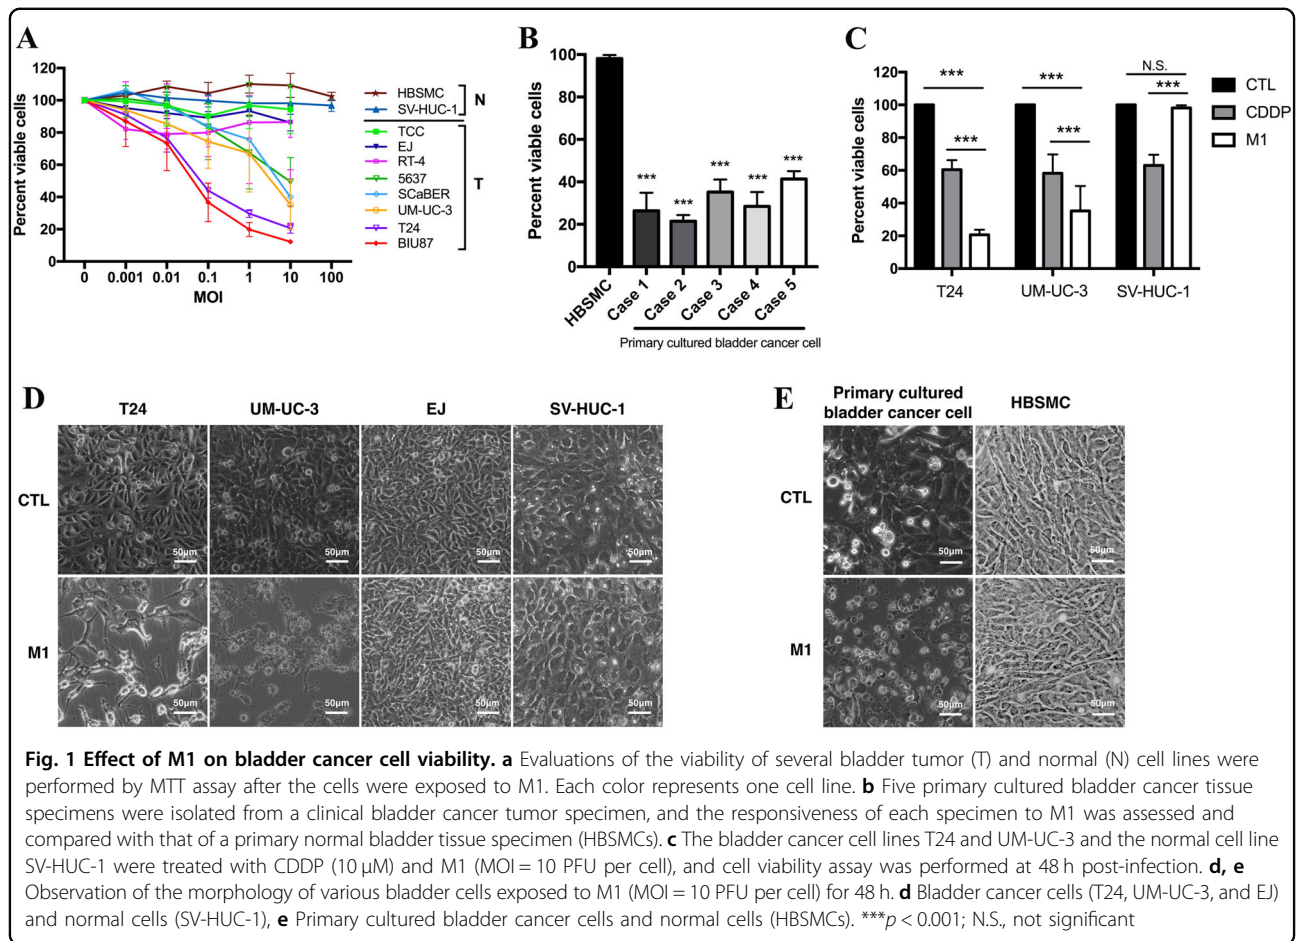 A
Percent viable cells
120
100
80
60
40
20
0
0 0.001 0.01 0.1 1 10 100
MOI
HBSMC
SV-HUC-1
N
TCC
EJ
RT-4
5637
SCaBER
UM-UC-3
T24
BIU87
T
B
Percent viable cells
100
80
60
40
20
0
*** *** *** *** ***
HBSMC Case 1 Case 2 Case 3 Case 4 Case 5
Primary cultured bladder cancer cell
C
Percent viable cells
120
100
80
60
40
20
0
*** *** N.S.
*** *** ***
T24 UM-UC-3 SV-HUC-1
CTL
CDDP
M1
D
T24 UM-UC-3 EJ SV-HUC-1
CTL
50μm 50μm 50μm 50μm
M1
50μm 50μm 50μm 50μm
E
Primary cultured
bladder cancer cell
HBSMC
CTL
50μm 50μm
M1
50μm 50μm
Fig. 1 Effect of M1 on bladder cancer cell viability. a Evaluations of the viability of several bladder tumor (T) and normal (N) cell lines were
performed by MTT assay after the cells were exposed to M1. Each color represents one cell line. b Five primary cultured bladder cancer tissue
specimens were isolated from a clinical bladder cancer tumor specimen, and the responsiveness of each specimen to M1 was assessed and
compared with that of a primary normal bladder tissue specimen (HBSMCs). c The bladder cancer cell lines T24 and UM-UC-3 and the normal cell line
SV-HUC-1 were treated with CDDP (10 μM) and M1 (MOI = 10 PFU per cell), and cell viability assay was performed at 48 h post-infection. d, e
Observation of the morphology of various bladder cells exposed to M1 (MOI = 10 PFU per cell) for 48 h. d Bladder cancer cells (T24, UM-UC-3, and EJ)
and normal cells (SV-HUC-1), e Primary cultured bladder cancer cells and normal cells (HBSMCs). ***p < 0.001; N.S., not significant